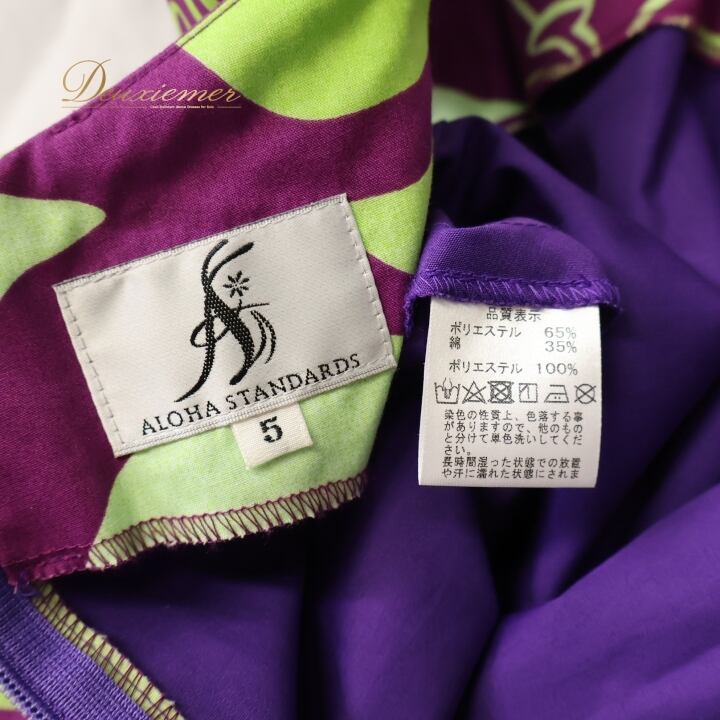 Deuxiemer
ALOHA STANDARDS
5
品質表示
ポリエステル 65%
綿 35%
ポリエステル 100%
染色の性質上、色落する事
がありますので、他のもの
と分けて単色洗いしてくだ
さい。
長時間湿った状態での放置
や汗に濡れた状態にされま